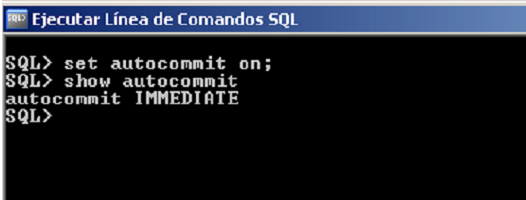 Ejecutar Línea de Comandos SQL
SQL> set autocommit on;
SQL> show autocommit
autocommit IMMEDIATE
SQL>